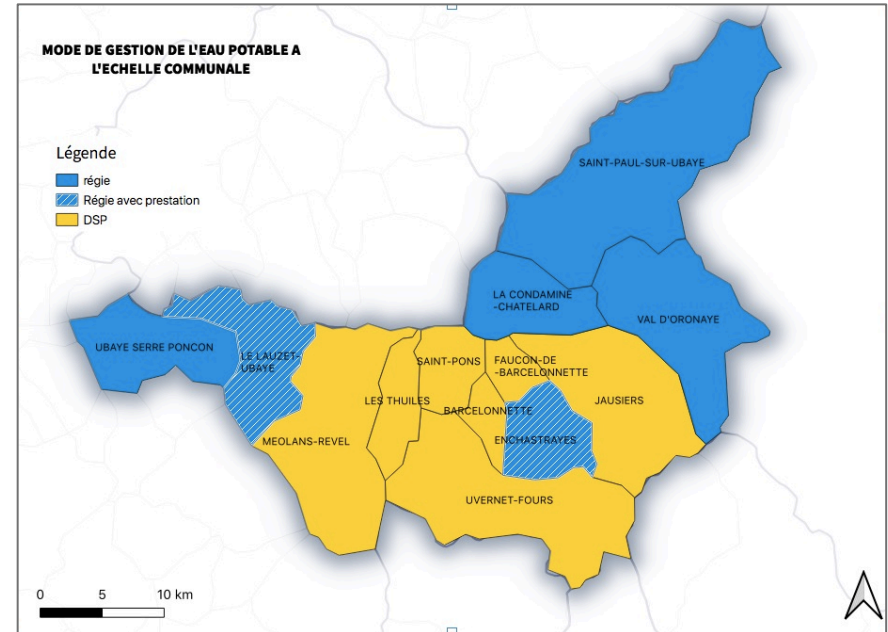 MODE DE GESTION DE L'EAU POTABLE A
L'ECHELLE COMMUNALE
Légende
régie
Régie avec prestation
DSP
SAINT-PAUL-SUR-UBAYE
LA CONDAMINE
-CHATELARD
VAL D'ORONAYE
UBAYE SERRE PONCON
LE LAUZET-
UBAYE
SAINT-PONS
FAUCON-DE
-BARCELONNETTE
LES THUILES
BARCELONNETTE
JAUSIERS
MEOLANS-REVEL
ENCHASTRAYES
UVERNET-FOURS
0 5 10 km